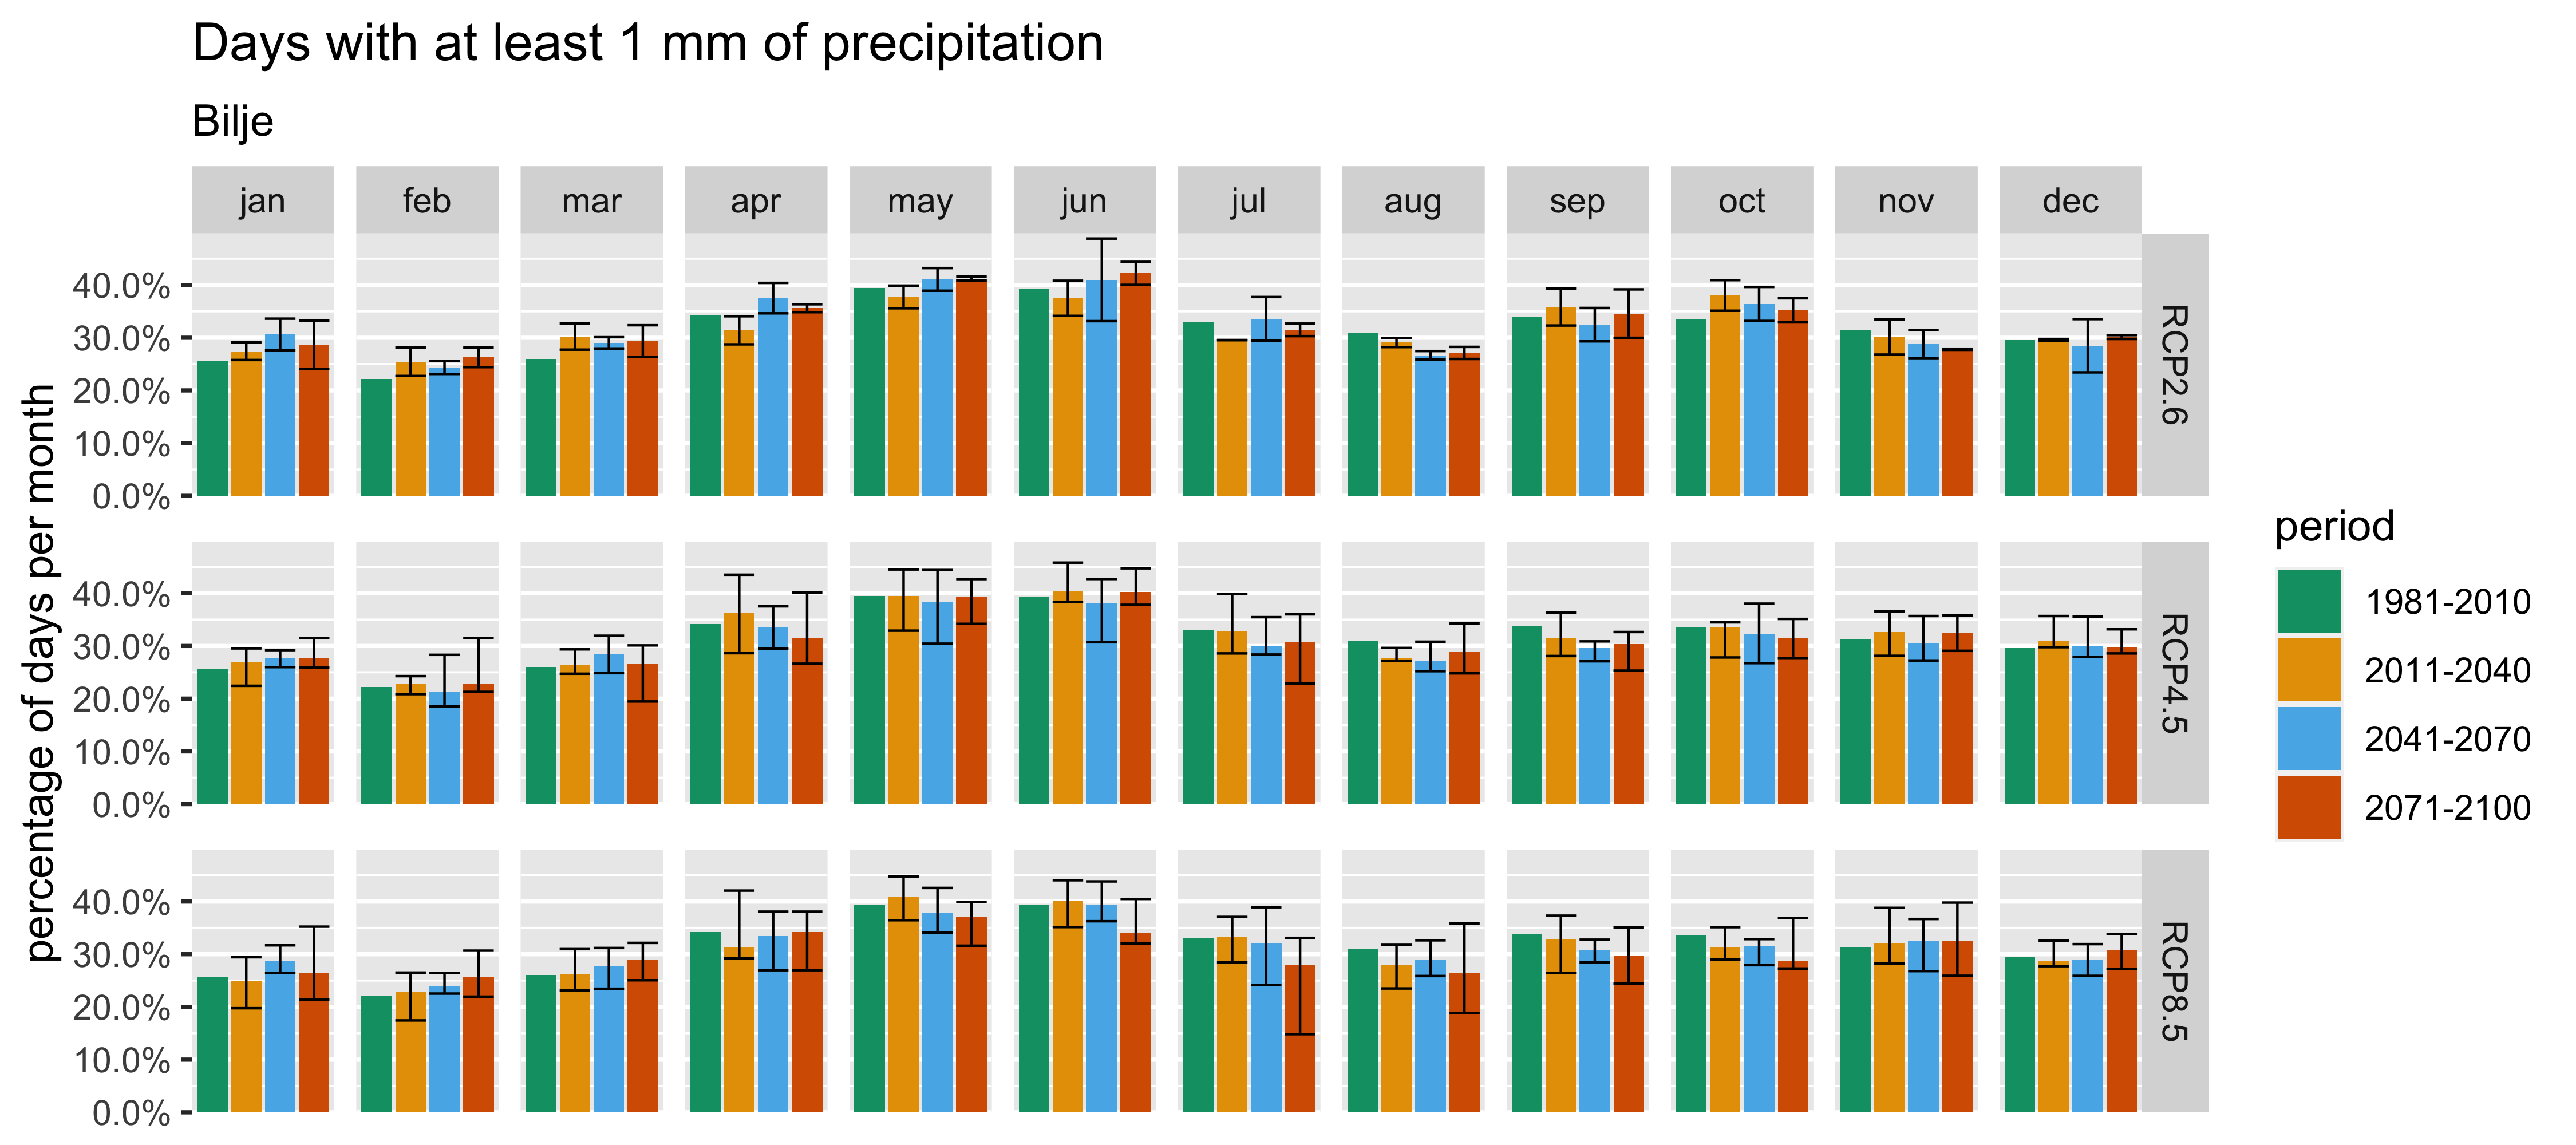 Days with at least 1 mm of precipitation
Bilje
jan feb mar apr may jun jul aug sep oct nov dec
percentage of days per month
40.0%
30.0%
20.0%
10.0%
0.0%
RCP2.6
40.0%
30.0%
20.0%
10.0%
0.0%
RCP4.5
40.0%
30.0%
20.0%
10.0%
0.0%
RCP8.5
period
1981-2010
2011-2040
2041-2070
2071-2100